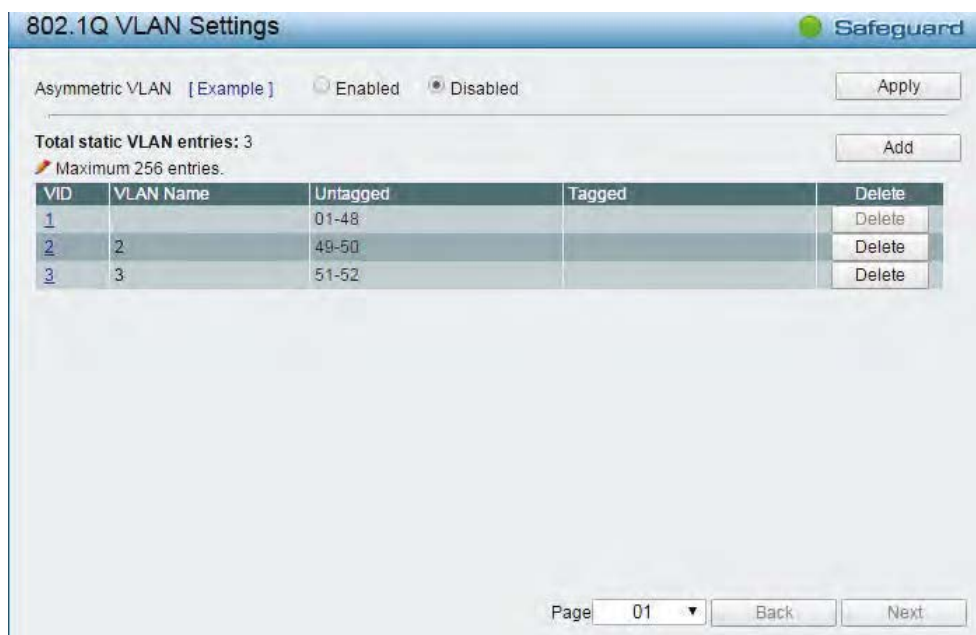 802.1Q VLAN Settings Safeguard
Asymmetric VLAN [ Example ] Enabled Disabled Apply
Total static VLAN entries: 3 Add
Maximum 256 entries.
VID VLAN Name Untagged Tagged Delete
1 01-48 Delete
2 2 49-50 Delete
3 3 51-52 Delete
Page 01 Back Next